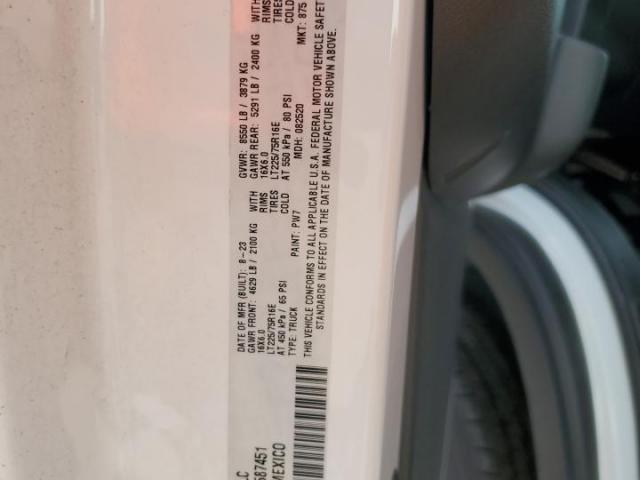 LC
587451
MEXICO
DATE OF MFR (BUILT): 8-23 GVWR: 8550 LB / 3879 KG
GAWR FRONT: 4629 LB / 2100 KG WITH GAWR REAR: 5291 LB / 2400 KG WITH
16X6.0 RIMS 16X6.0 RIMS
LT225/75R16E TIRES LT225/75R16E TIRES
AT 450 kPa / 65 PSI COLD AT 550 kPa / 80 PSI COLD
TYPE: TRUCK PAINT: PW7 MDH: 082520 MKT: 875
THIS VEHICLE CONFORMS TO ALL APPLICABLE U.S.A. FEDERAL MOTOR VEHICLE SAFET
STANDARDS IN EFFECT ON THE DATE OF MANUFACTURE SHOWN ABOVE.